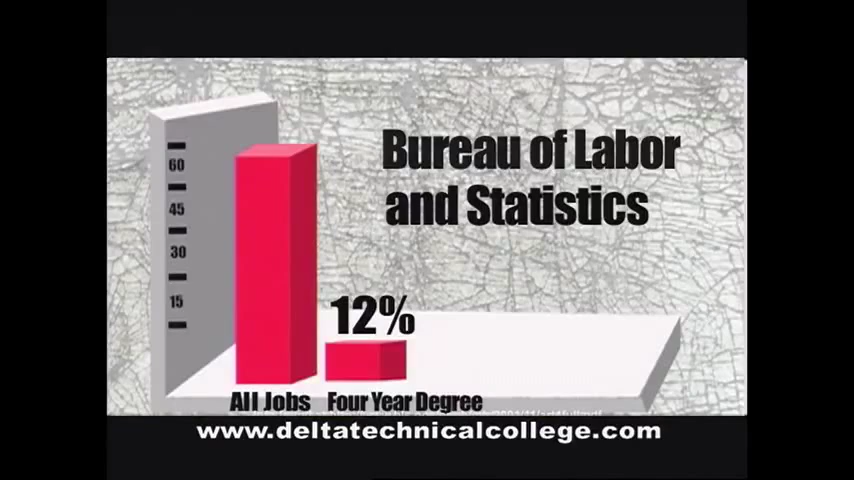 Bureau of Labor
and Statistics
60
45
30
15
12%
All Jobs Four Year Degree
www.deltatechnicalcollege.com